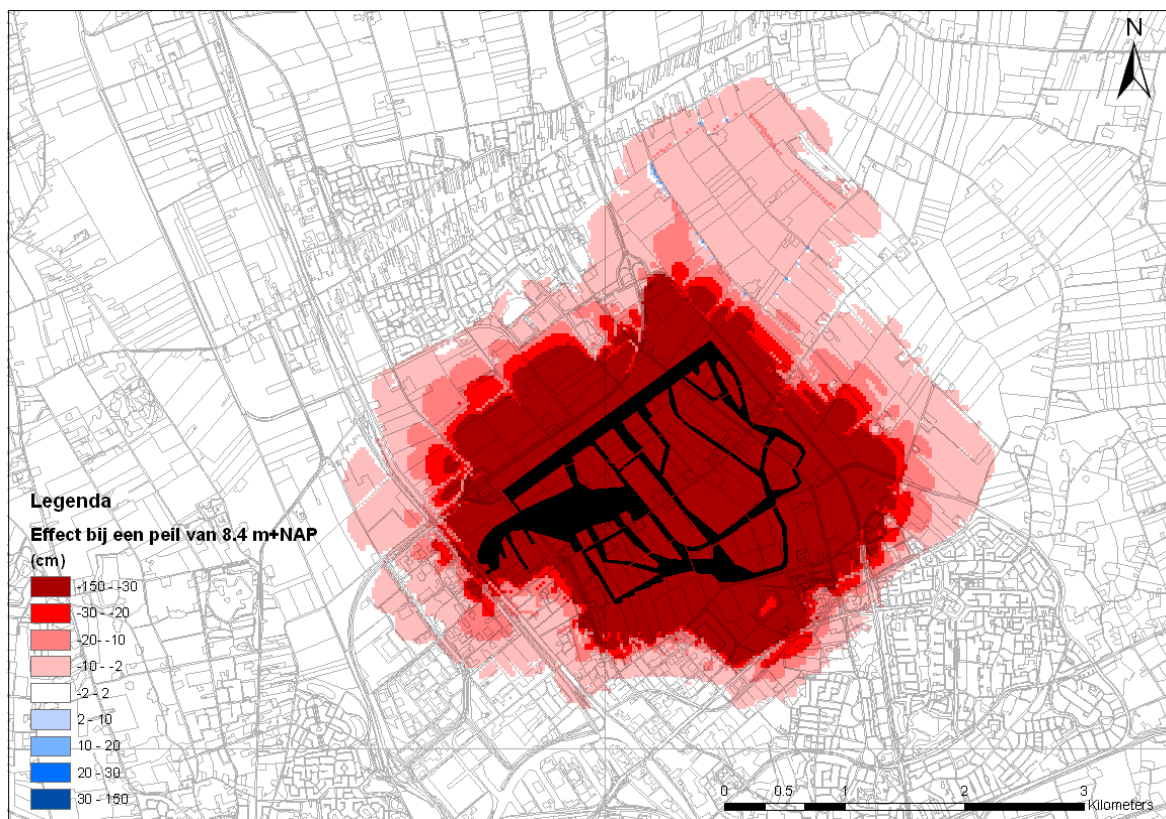 N
Legenda
Effect bij een peil van 8.4 m+NAP
(cm)
-150 - -30
-30 - -20
-20 - -10
-10 - -2
-2 - 2
2 - 10
10 - 20
20 - 30
30 - 150
0 0.5 1 2 3
Kilometers